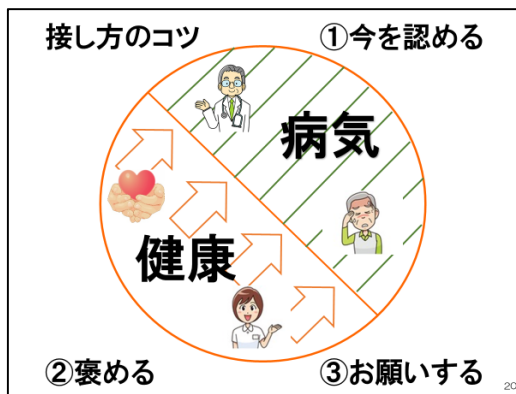 接し方のコツ
①今を認める
病気
健康
②褒める
③お願いする
20